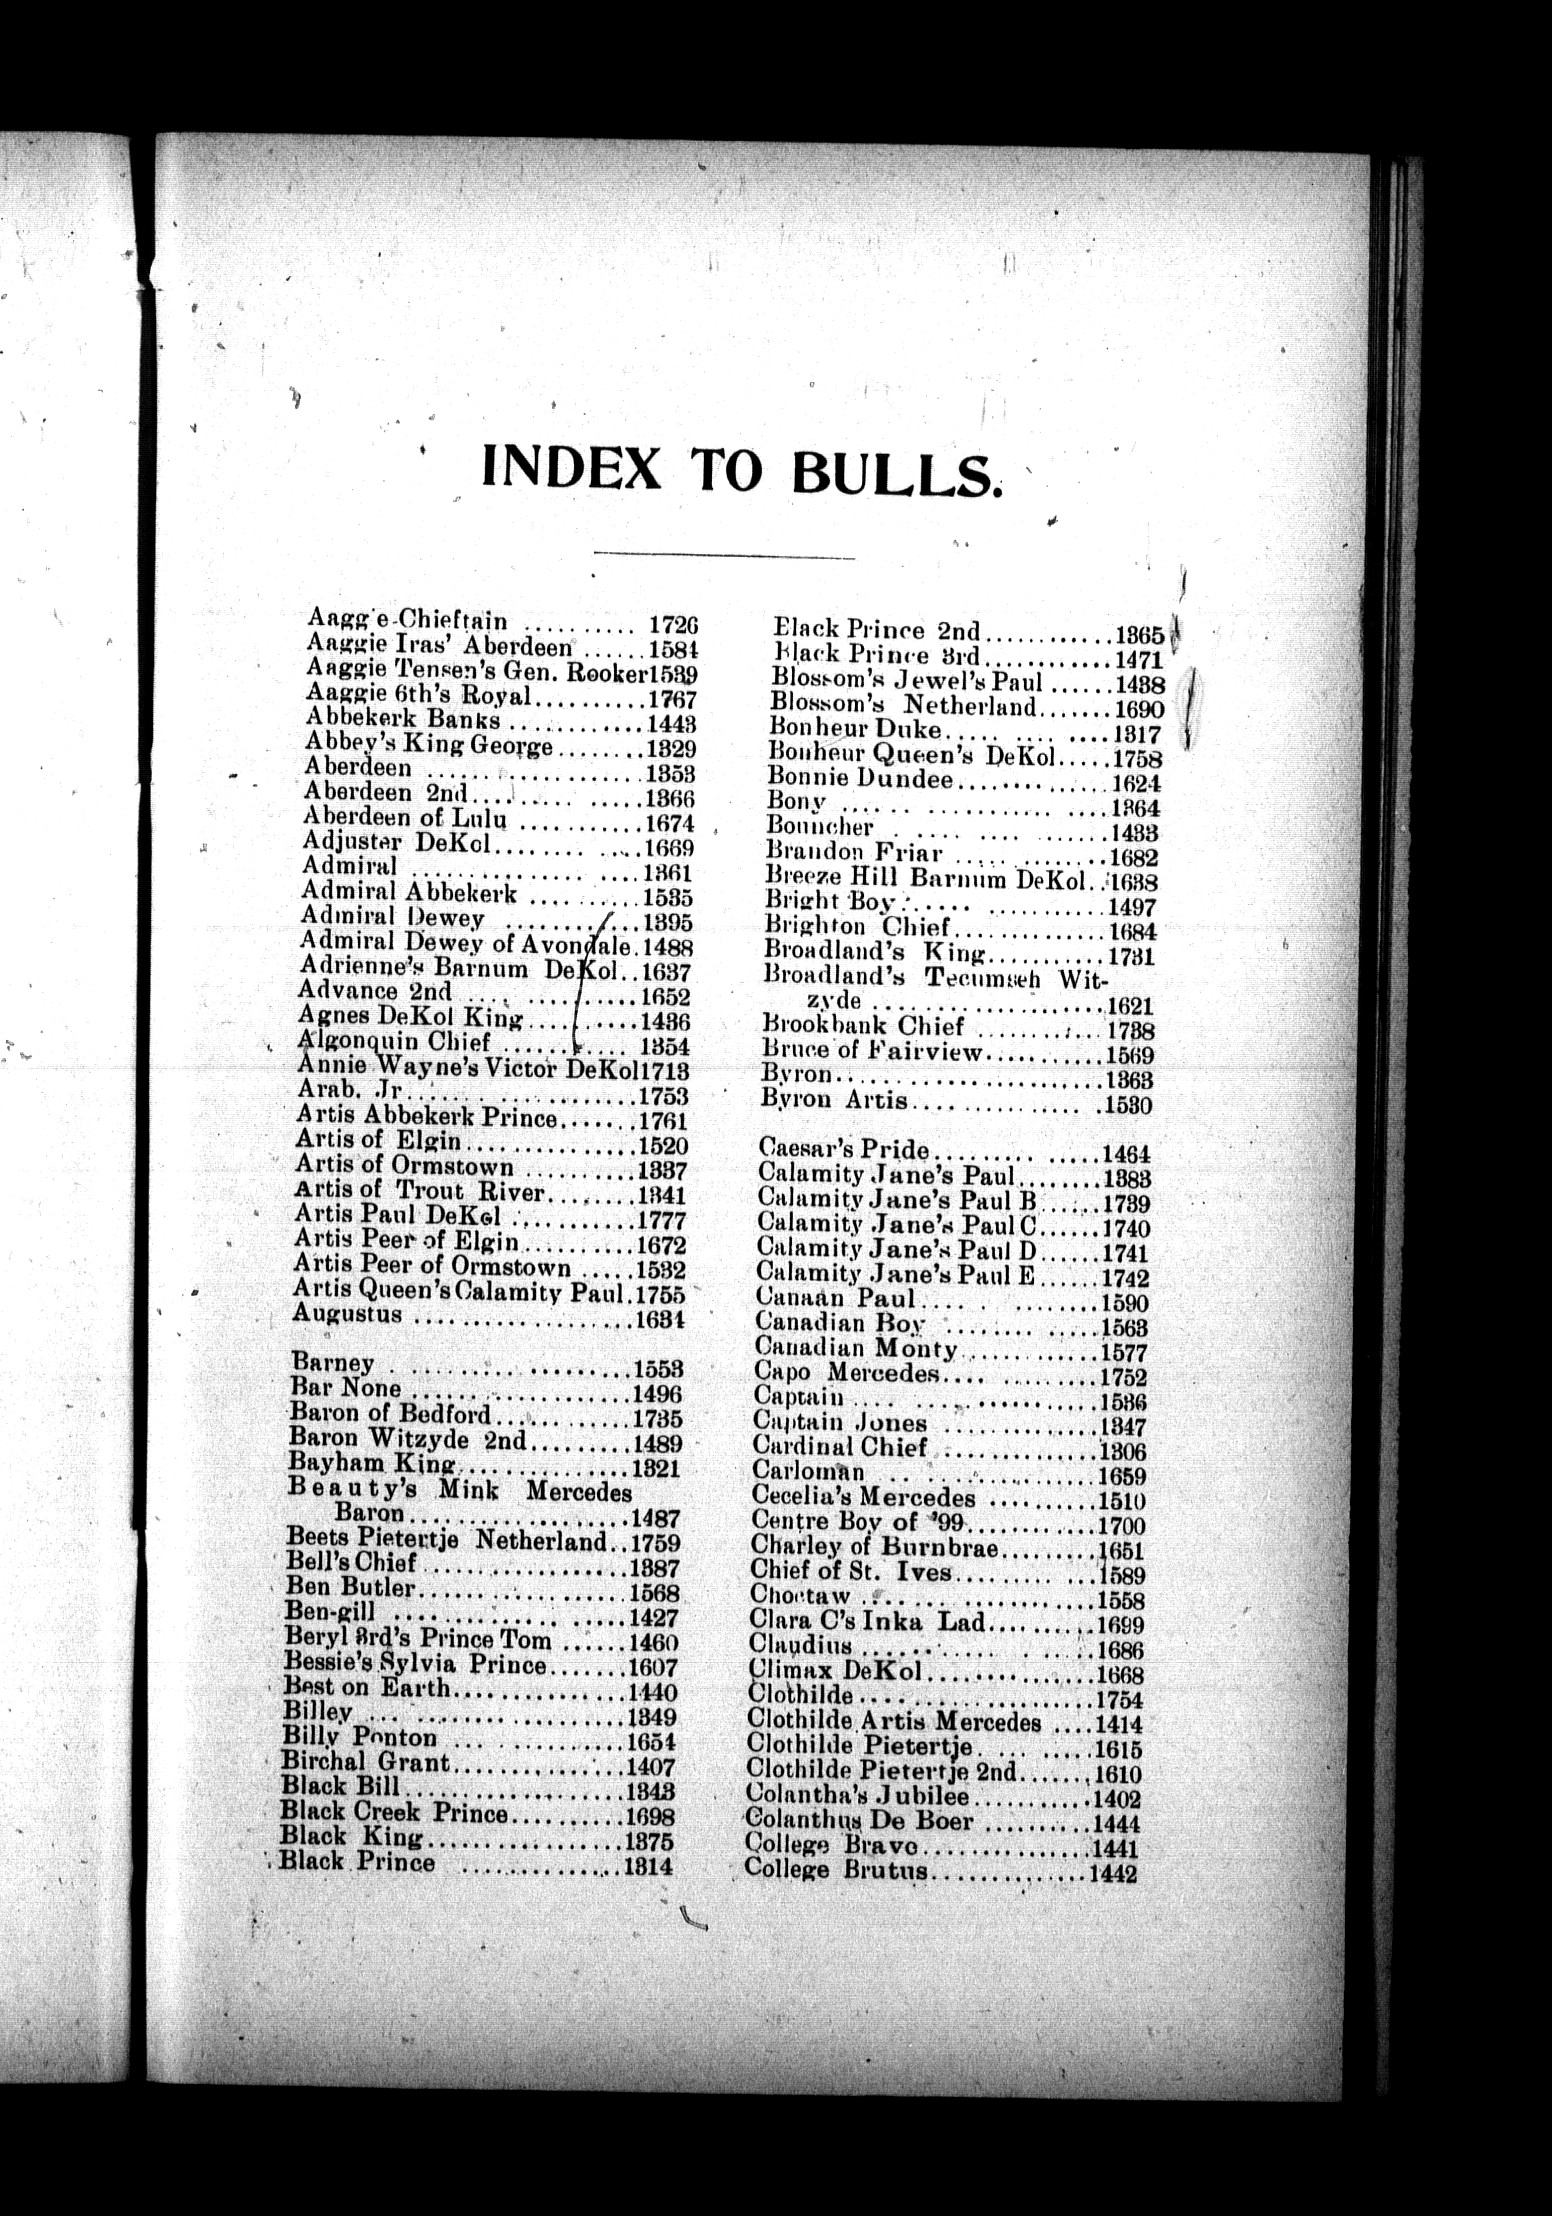 INDEX TO BULLS.
Aaggie Chieftain .......... 1726
Aaggie Iras' Aberdeen ......1584
Aaggie Tensen's Gen. Rooker1539
Aaggie 6th's Royal..........1767
Abbekerk Banks ............1443
Abbey's King George........1329
Aberdeen ....................1353
Aberdeen 2nd...............1366
Aberdeen of Lulu ...........1674
Adjuster DeKol.............1669
Admiral ....................1361
Admiral Abbekerk ..........1535
Admiral Dewey ............1395
Admiral Dewey of Avondale.1488
Adrienne's Barnum DeKol..1637
Advance 2nd ..............1652
Agnes DeKol King..........1436
Algonquin Chief ........... 1354
Annie Wayne's Victor DeKol1713
Arab. Jr...................1753
Artis Abbekerk Prince.......1761
Artis of Elgin...............1520
Artis of Ormstown ..........1337
Artis of Trout River........1341
Artis Paul DeKol ...........1777
Artis Peer of Elgin..........1672
Artis Peer of Ormstown .....1532
Artis Queen's Calamity Paul.1755
Augustus ...................1634
Barney ....................1553
Bar None ..................1496
Baron of Bedford............1735
Baron Witzyde 2nd.........1489
Bayham King...............1321
Beauty's Mink Mercedes
Baron....................1487
Beets Pietertje Netherland..1759
Bell's Chief .................1387
Ben Butler..................1568
Ben-gill ...................1427
Beryl 3rd's Prince Tom ......1460
Bessie's Sylvia Prince.......1607
Best on Earth...............1440
Billey ......................1349
Billy Ponton ...............1654
Birchal Grant...............1407
Black Bill...................1343
Black Creek Prince..........1698
Black King..................1375
Black Prince ..............1314
Black Prince 2nd............1365
Black Prince 3rd............1471
Blossom's Jewel's Paul ......1438
Blossom's Netherland.......1690
Bonheur Duke..... .... ....1317
Bonheur Queen's DeKol.....1758
Bonnie Dundee..............1624
Bony ......................1364
Bouncher ..................1433
Brandon Friar ..............1682
Breeze Hill Barnum DeKol..1638
Bright Boy..................1497
Brighton Chief..............1684
Broadland's King...........1731
Broadland's Tecumseh Wit-
zyde ....................1621
Brookbank Chief ...........1738
Bruce of Fairview...........1569
Byron.......................1363
Byron Artis.................1530
Caesar's Pride..............1464
Calamity Jane's Paul........1383
Calamity Jane's Paul B......1739
Calamity Jane's Paul C......1740
Calamity Jane's Paul D......1741
Calamity Jane's Paul E......1742
Canaan Paul...............1590
Canadian Boy ..............1563
Canadian Monty............1577
Capo Mercedes.............1752
Captain ....................1536
Captain Jones ..............1347
Cardinal Chief ..............1306
Carloman ..................1659
Cecelia's Mercedes ..........1510
Centre Boy of '99............1700
Charley of Burnbrae.........1651
Chief of St. Ives.............1589
Choctaw ...................1558
Clara C's Inka Lad..........1699
Claudius ...................1686
Climax DeKol..............1668
Clothilde...................1754
Clothilde Artis Mercedes ....1414
Clothilde Pietertje. ... .....1615
Clothilde Pietertje 2nd.......1610
Colantha's Jubilee...........1402
Colanthus De Boer ..........1444
College Bravo...............1441
College Brutus..............1442